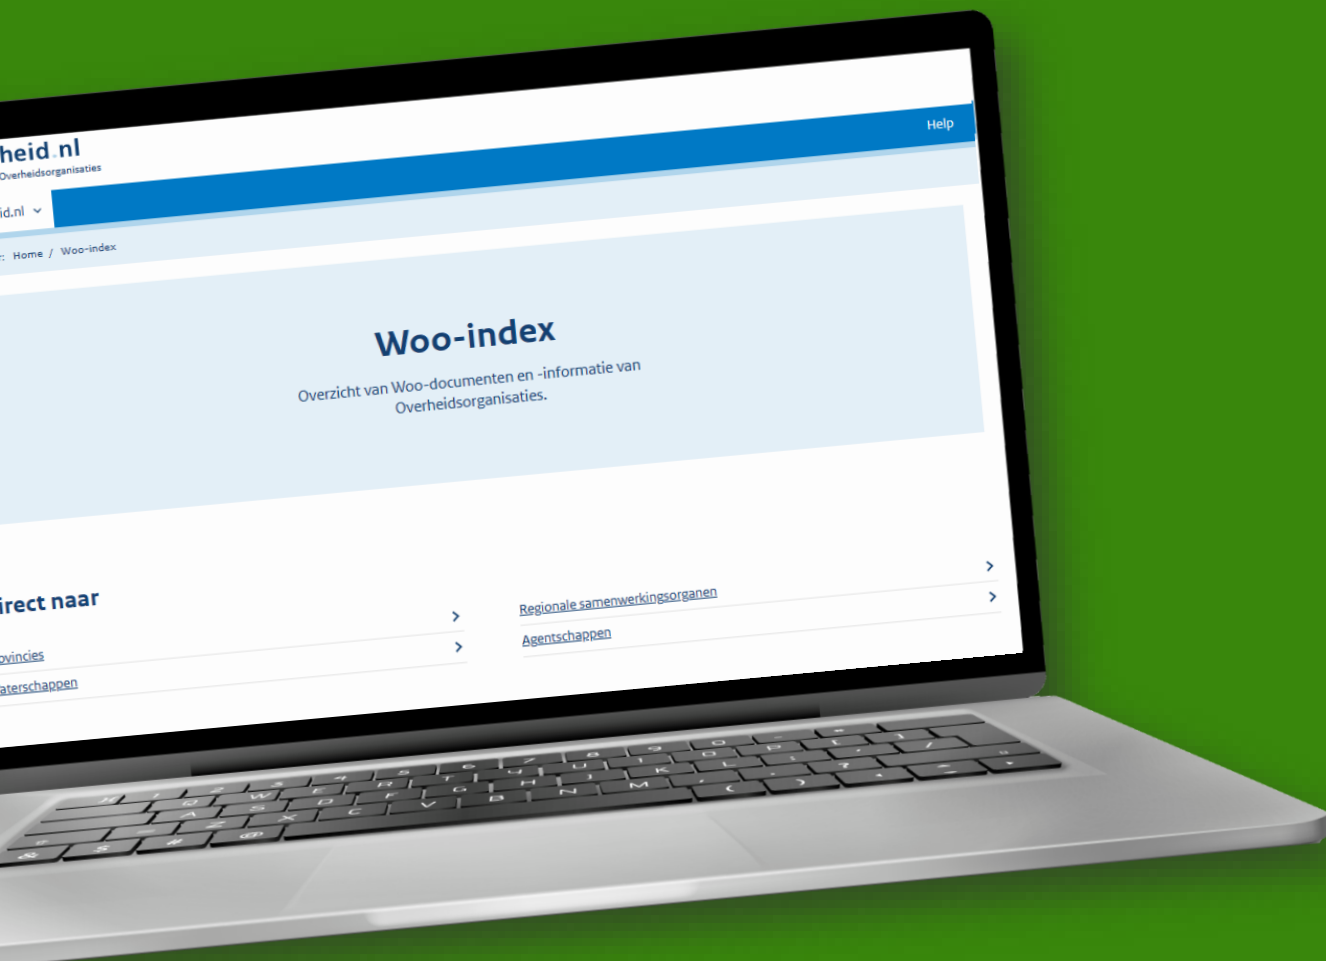 heid.nl
Overheidsorganisaties
id.nl
Help
r: Home / Woo-index
Woo-index
Overzicht van Woo-documenten en -informatie van
Overheidsorganisaties.
irect naar
ovincies
aterschappen
Regionale samenwerkingsorganen
Agentschappen